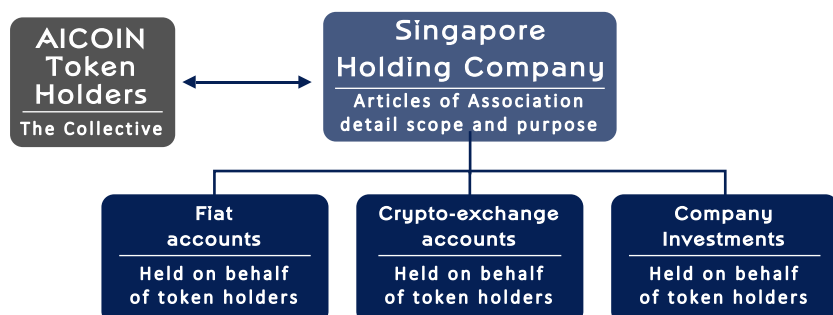 AICOIN
Token
Holders
The Collective
Singapore
Holding Company
Articles of Association
detail scope and purpose
Fiat
accounts
Held on behalf
of token holders
Crypto-exchange
accounts
Held on behalf
of token holders
Company
Investments
Held on behalf
of token holders